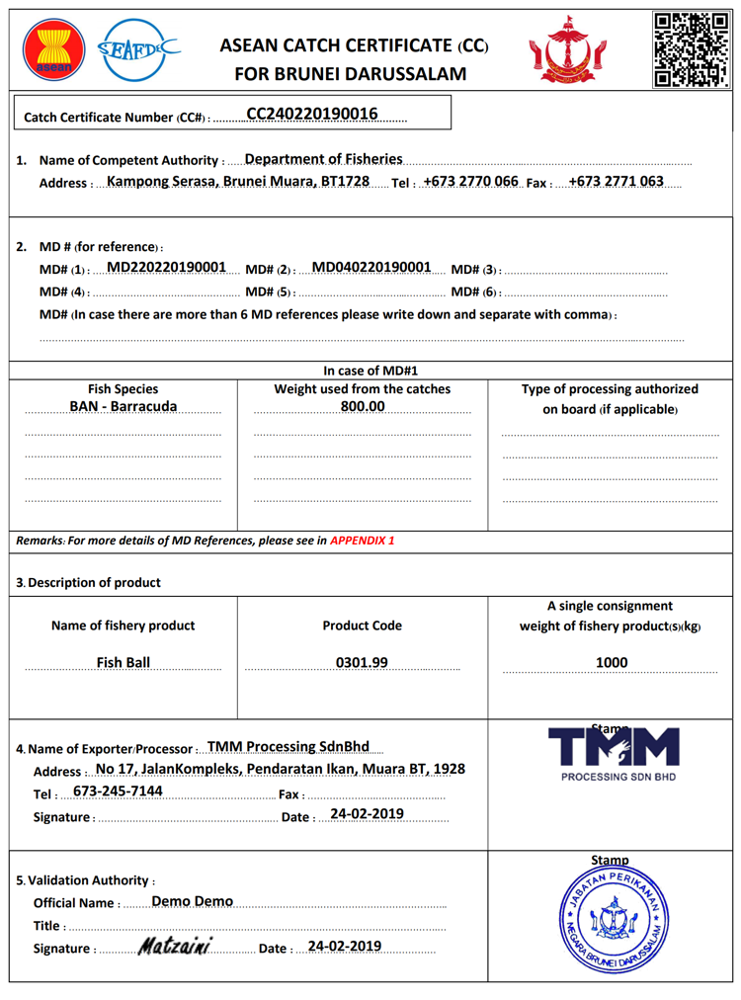 asean
SEAFDEC
ASEAN CATCH CERTIFICATE (CC)
FOR BRUNEI DARUSSALAM
Catch Certificate Number (CC#) : CC240220190016
1. Name of Competent Authority : Department of Fisheries
Address : Kampong Serasa, Brunei Muara, BT1728 Tel : +673 2770 066 Fax : +673 2771 063
2. MD # (for reference) :
MD# (1) : MD220220190001 MD# (2) : MD040220190001 MD# (3) :
MD# (4) : MD# (5) : MD# (6) :
MD# (In case there are more than 6 MD references please write down and separate with comma) :
In case of MD#1
Fish Species Weight used from the catches Type of processing authorized
on board (if applicable)
BAN - Barracuda 800.00
Remarks: For more details of MD References, please see in APPENDIX 1
3. Description of product
Name of fishery product Product Code A single consignment
weight of fishery product(s)(kg)
Fish Ball 0301.99 1000
4. Name of Exporter/Processor : TMM Processing SdnBhd
Address : No 17, JalanKompleks, Pendaratan Ikan, Muara BT, 1928
Tel : 673-245-7144 Fax :
Signature : Date : 24-02-2019
Stamp
TMM
PROCESSING SDN BHD
5. Validation Authority :
Official Name : Demo Demo
Title :
Signature : Matzaini Date : 24-02-2019
Stamp
JABATAN PERIKANAN
NEGARA BRUNEI DARUSSALAM